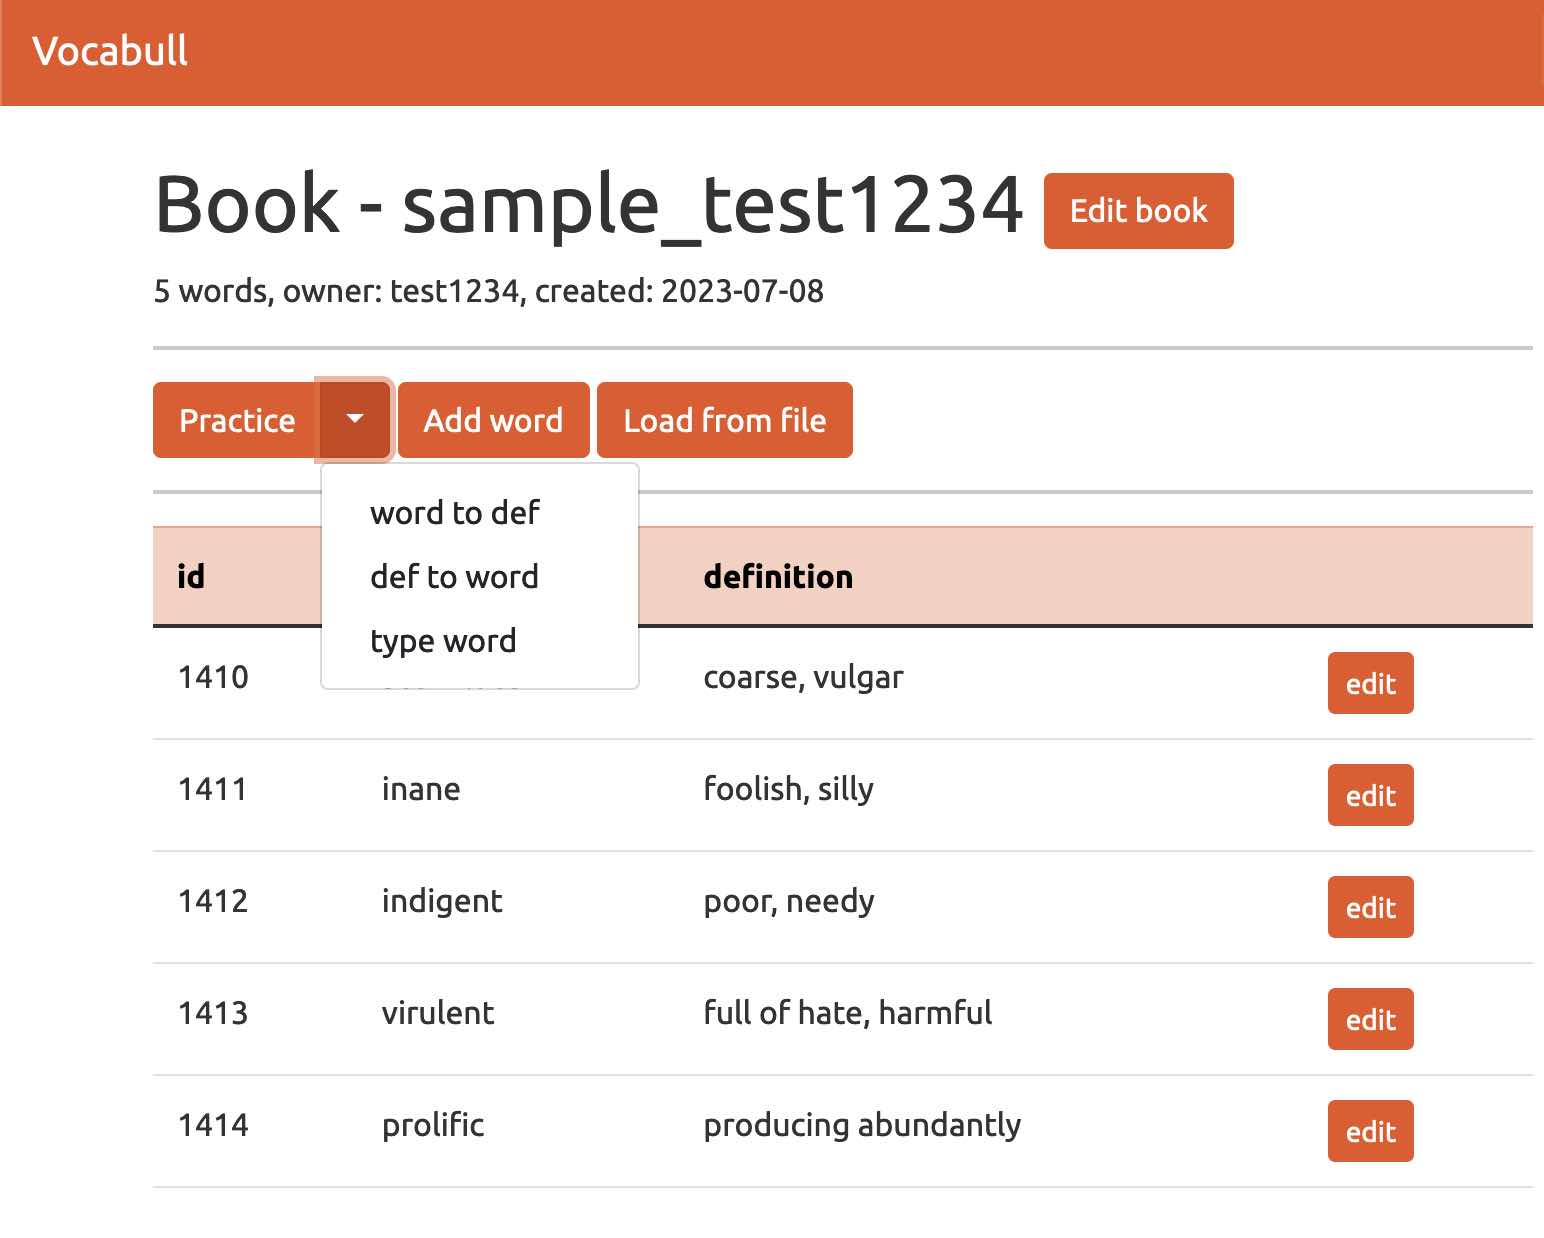 Vocabull
Book - sample_test1234 Edit book
5 words, owner: test1234, created: 2023-07-08
Practice Add word Load from file
word to def
def to word
type word
id definition
1410 coarse, vulgar edit
1411 inane foolish, silly edit
1412 indigent poor, needy edit
1413 virulent full of hate, harmful edit
1414 prolific producing abundantly edit